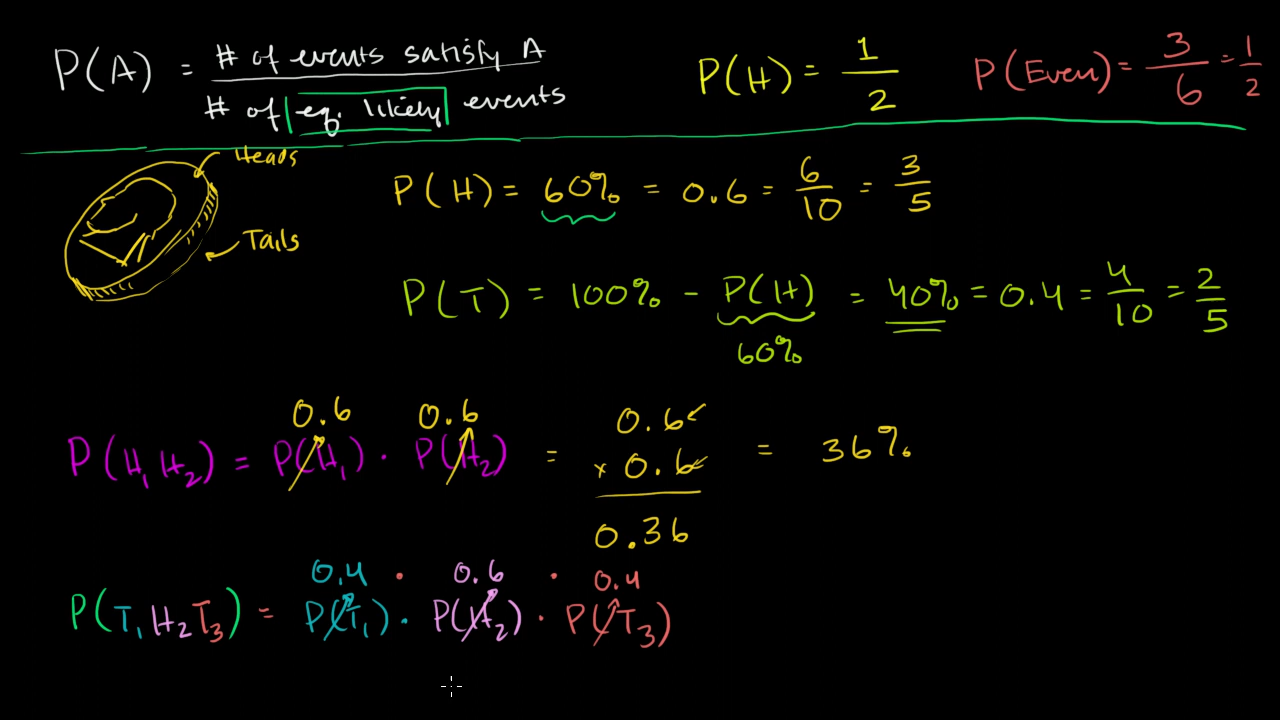 P(A) = # of events satisfy A / # of eq. likely events
P(H) = 1/2
P(Even) = 3/6 = 1/2
Heads
Tails
P(H) = 60% = 0.6 = 6/10 = 3/5
P(T) = 100% - P(H) = 40% = 0.4 = 4/10 = 2/5
60%
0.6 0.6
P(H₁H₂) = P(H₁) · P(H₂) = 0.6 × 0.6 = 36%
0.36
0.4 · 0.6 · 0.4
P(T₁H₂T₃) = P(T₁) · P(H₂) · P(T₃)